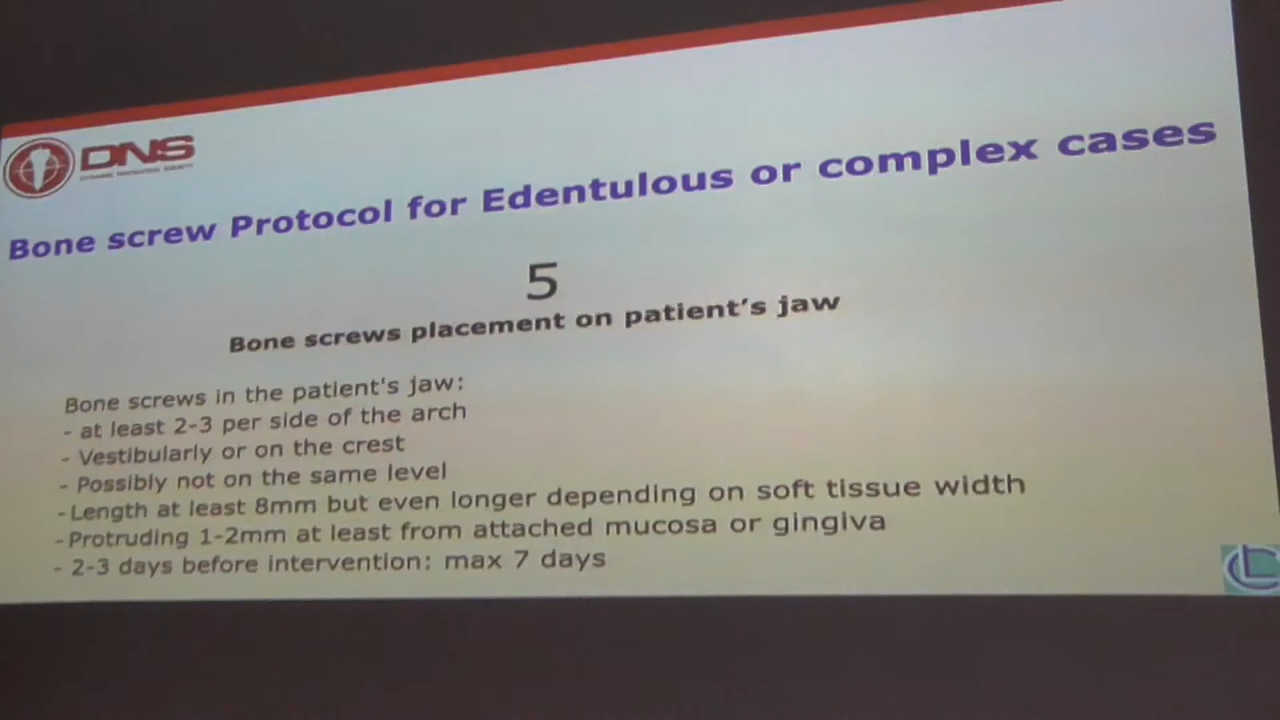 DNS
DYNAMIC NAVIGATION SOCIETY
Bone screw Protocol for Edentulous or complex cases
5
Bone screws placement on patient's jaw
Bone screws in the patient's jaw:
- at least 2-3 per side of the arch
- Vestibularly or on the crest
- Possibly not on the same level
- Length at least 8mm but even longer depending on soft tissue width
- Protruding 1-2mm at least from attached mucosa or gingiva
- 2-3 days before intervention: max 7 days